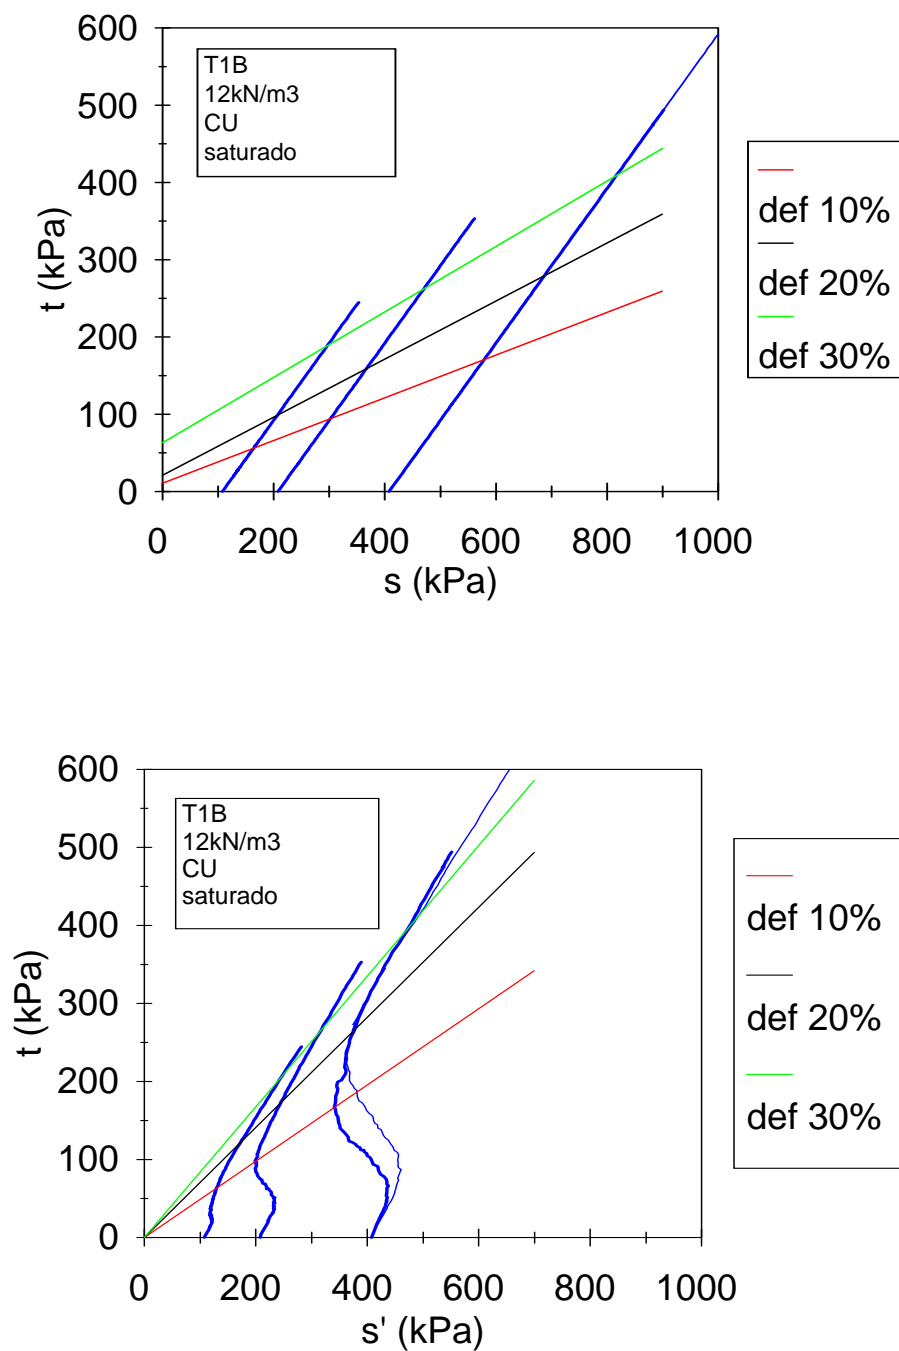 600
500
400
300
200
100
0
t (kPa)
T1B
12kN/m3
CU
saturado
def 10%
def 20%
def 30%
0 200 400 600 800 1000
s (kPa)
600
500
400
300
200
100
0
t (kPa)
T1B
12kN/m3
CU
saturado
def 10%
def 20%
def 30%
0 200 400 600 800 1000
s' (kPa)